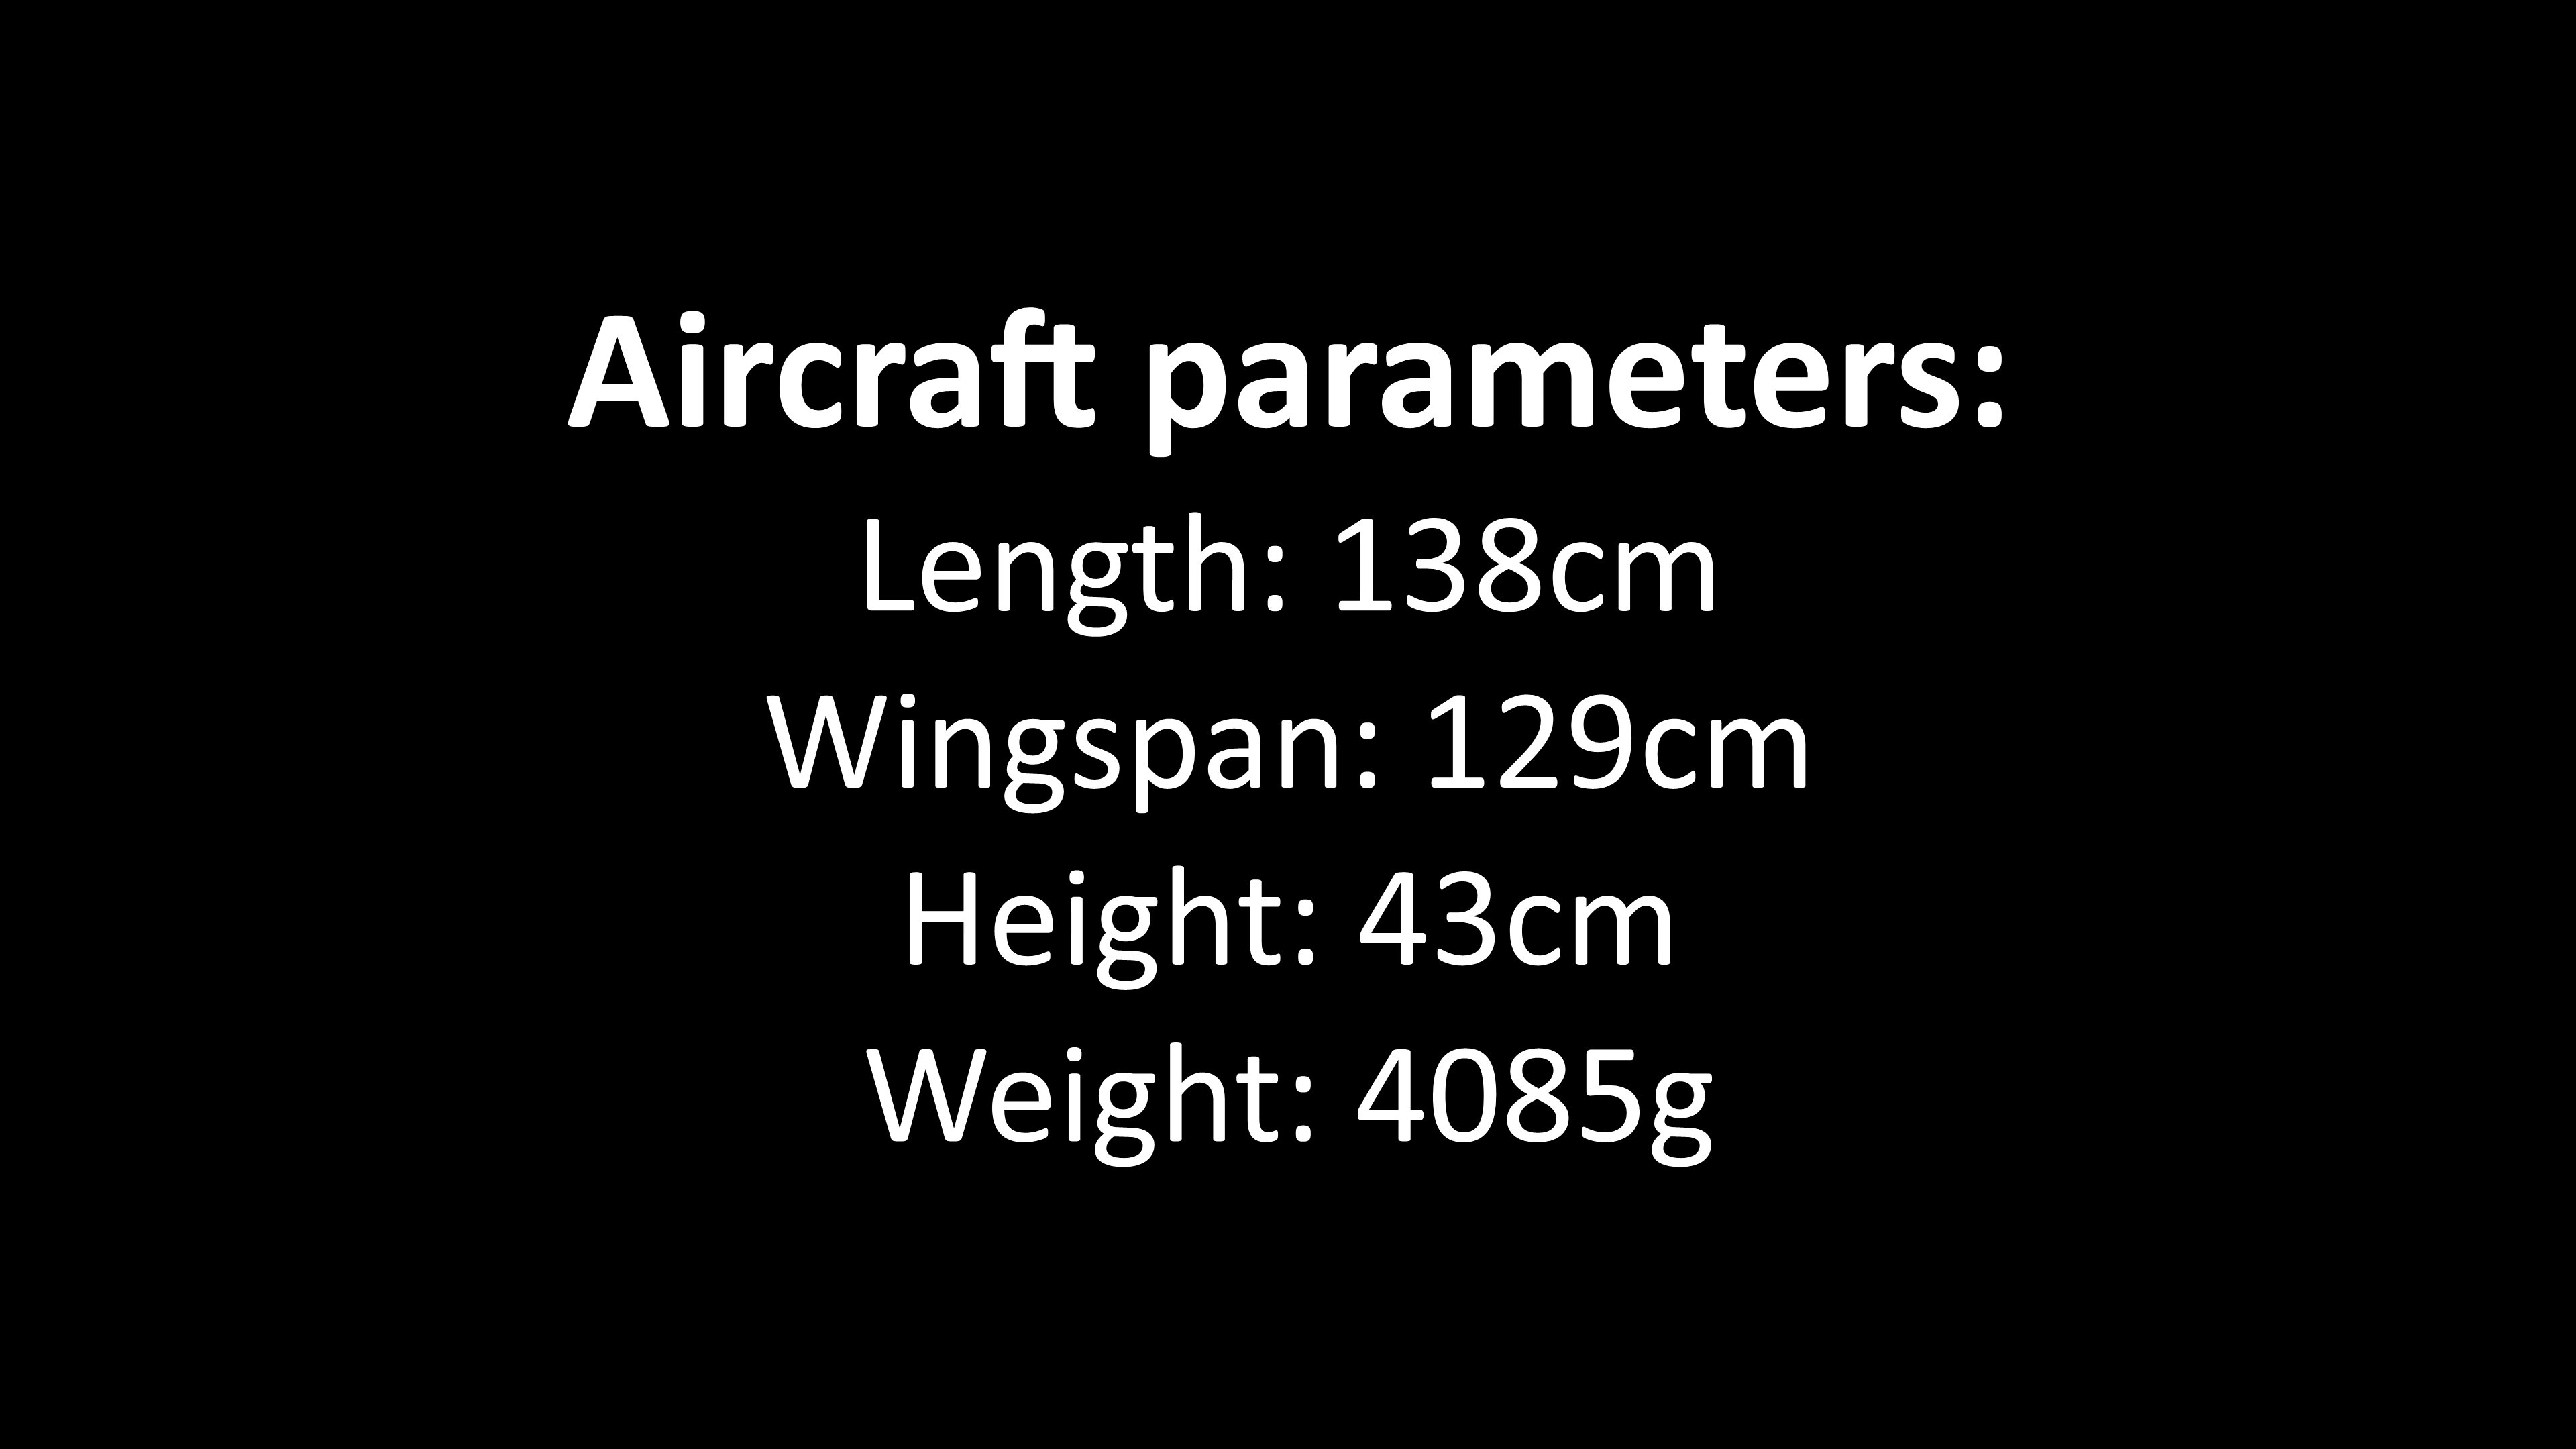 Aircraft parameters:
Length: 138cm
Wingspan: 129cm
Height: 43cm
Weight: 4085g